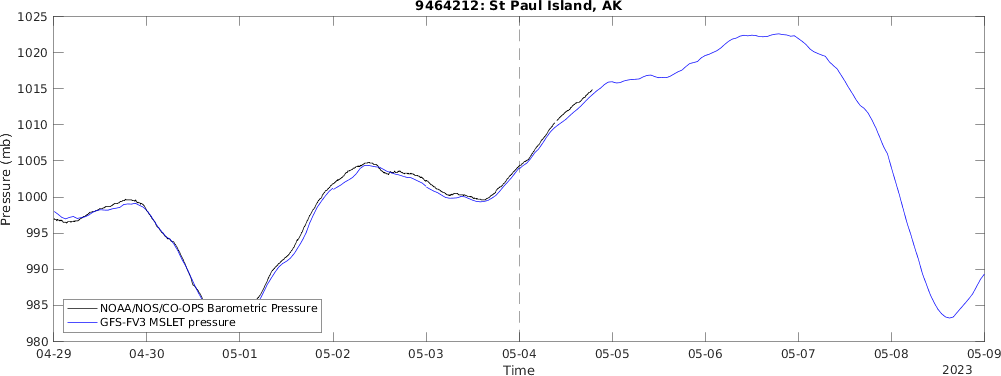 9464212: St Paul Island, AK
1025
1020
1015
1010
1005
1000
995
990
985
980
Pressure (mb)
NOAA/NOS/CO-OPS Barometric Pressure
GFS-FV3 MSLET pressure
04-29 04-30 05-01 05-02 05-03 05-04 05-05 05-06 05-07 05-08 05-09
Time
2023